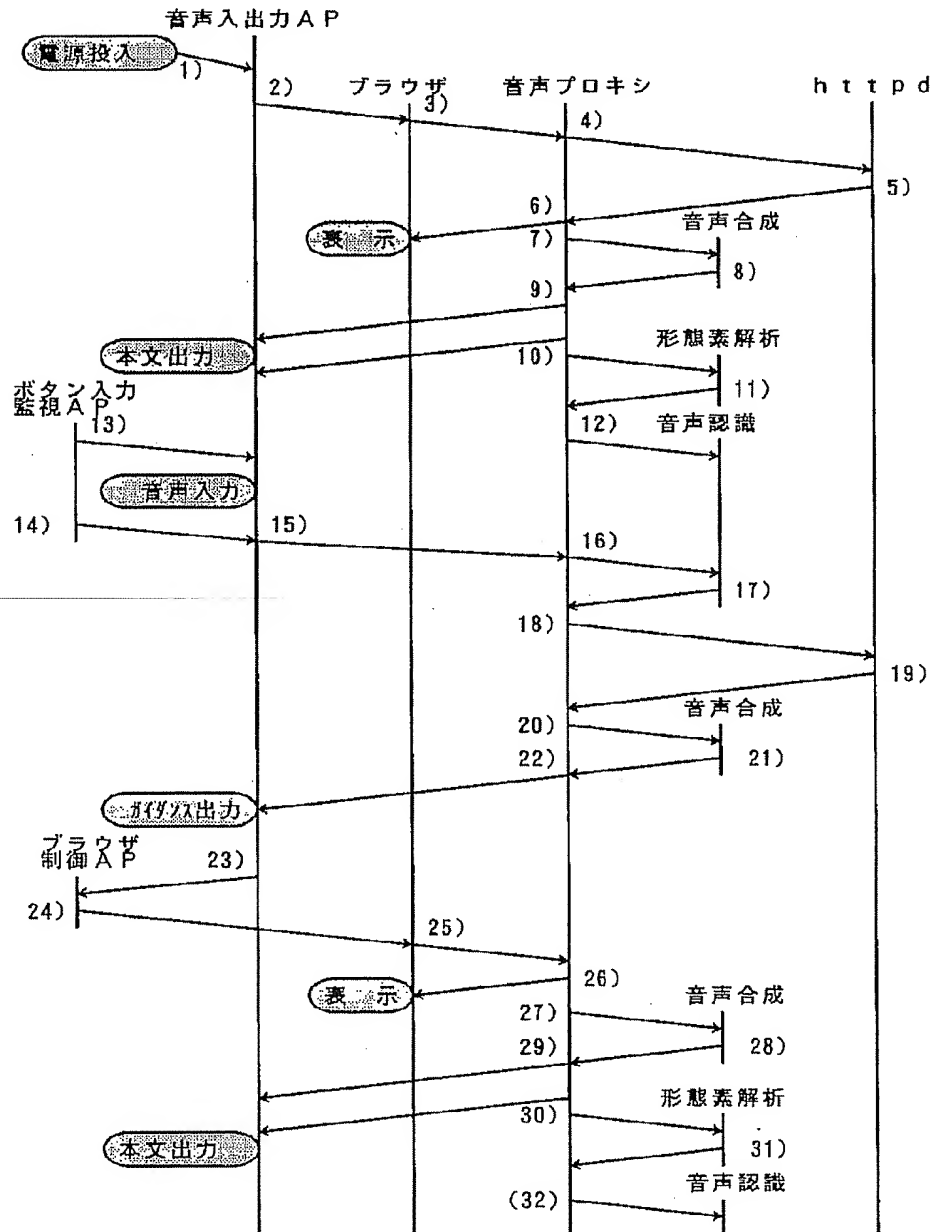 音声入出力AP
電源投入
1)
2)
ブラウザ
3)
音声プロキシ
4)
httpd
5)
6)
音声合成
表示
7)
8)
9)
形態素解析
本文出力
10)
11)
ボタン入力
監視AP
13)
12)
音声認識
音声入力
14)
15)
16)
17)
18)
19)
音声合成
20)
22)
21)
ガイダンス出力
ブラウザ
制御AP
23)
24)
25)
26)
表示
音声合成
27)
29)
28)
形態素解析
30)
本文出力
31)
音声認識
(32)